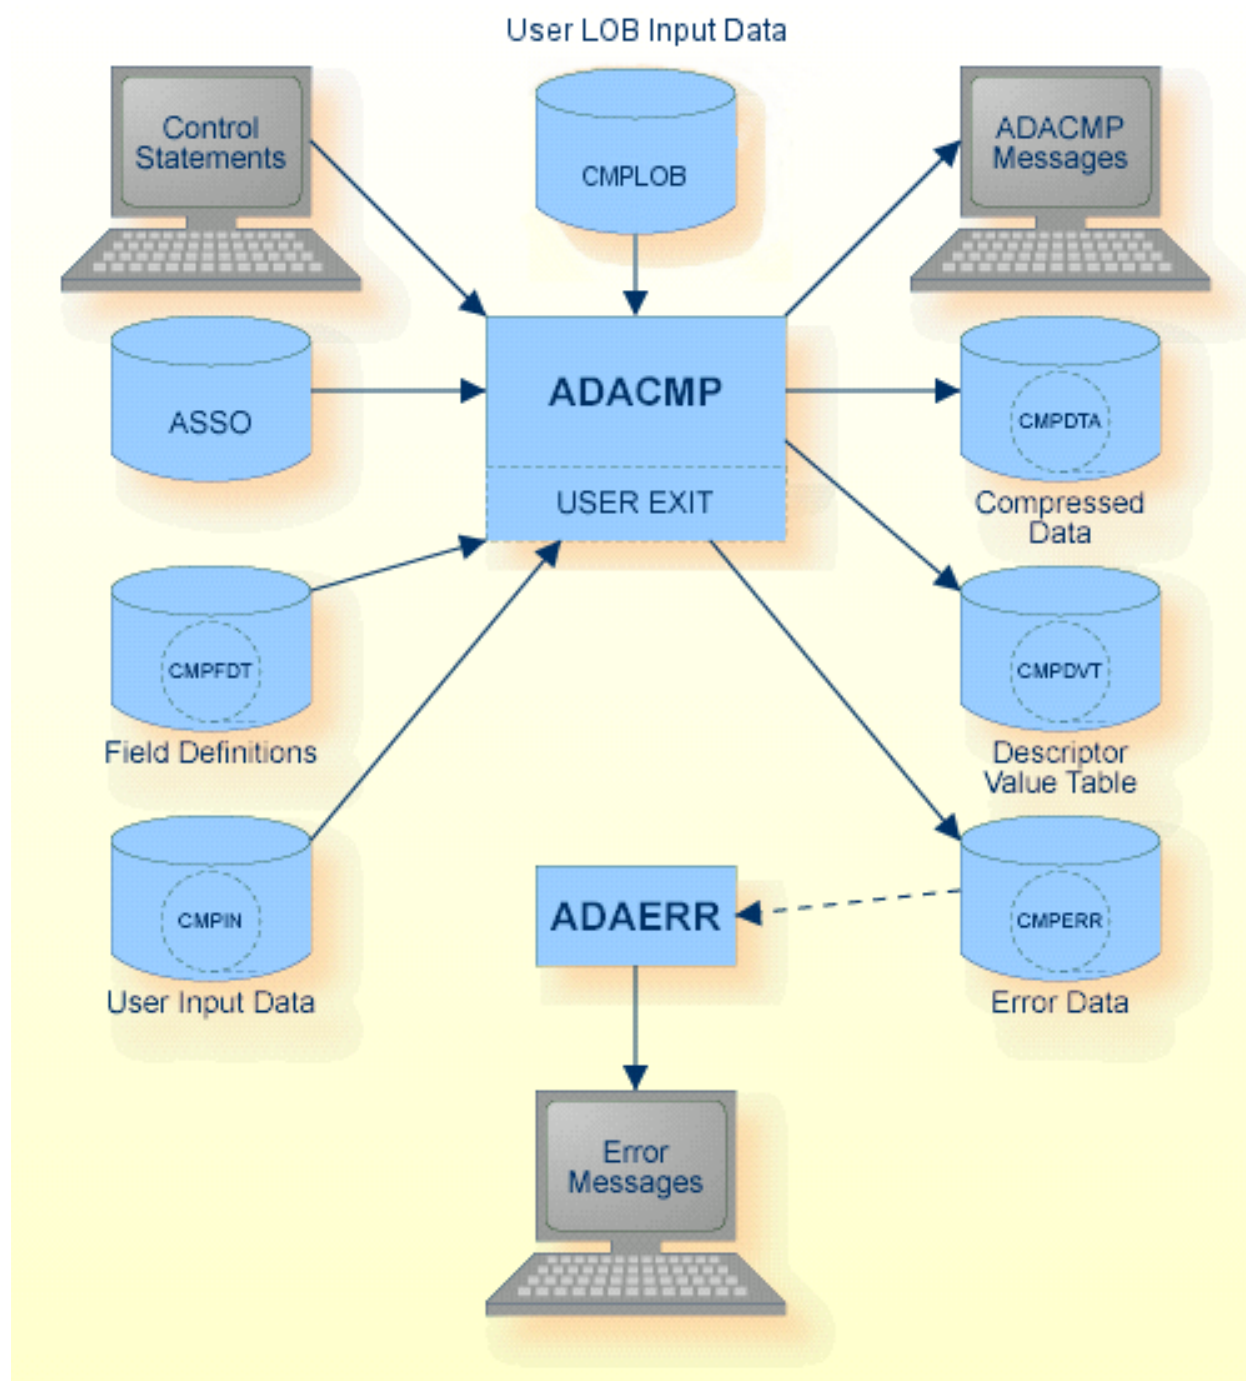 User LOB Input Data
Control
Statements
CMPLOB
ADACMP
Messages
ASSO
ADACMP
USER EXIT
CMPDTA
Compressed
Data
CMPFDT
Field Definitions
CMPDVT
Descriptor
Value Table
CMPIN
User Input Data
ADAERR
CMPERR
Error Data
Error
Messages